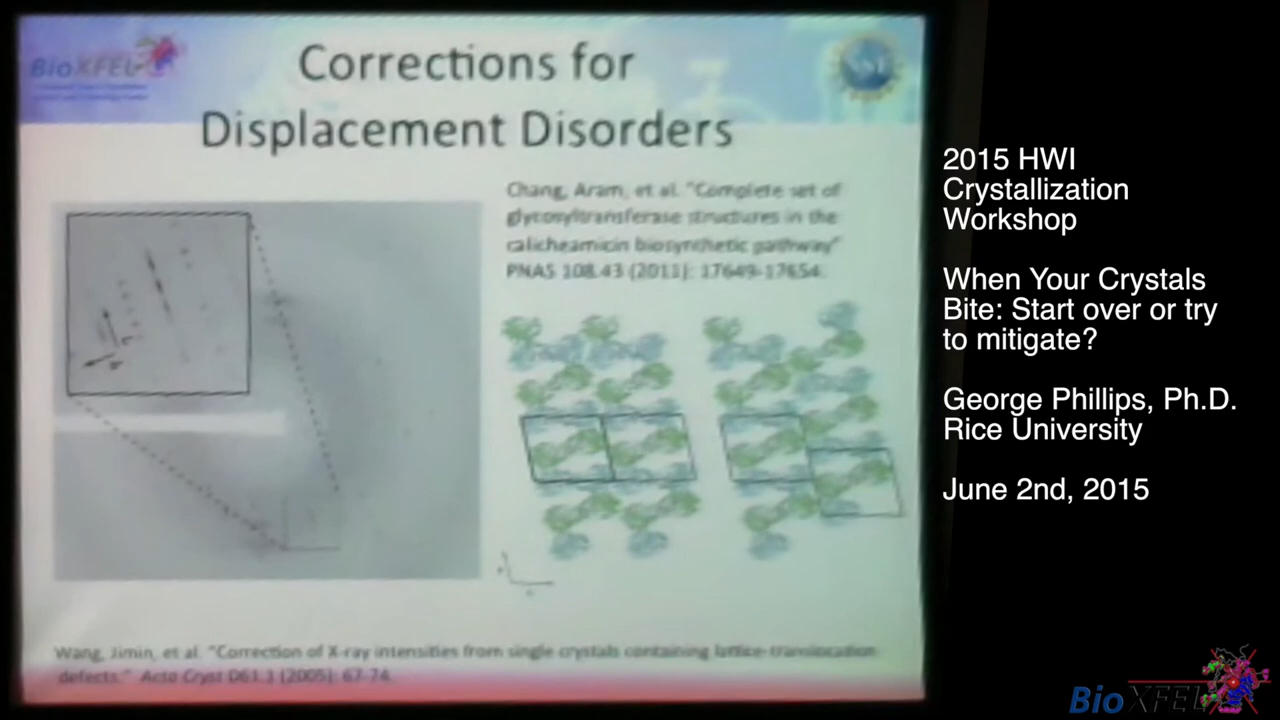 BioXFEL
Corrections for
Displacement Disorders
Chang, Aram, et al. "Complete set of
glycosyltransferase structures in the
calicheamicin biosynthetic pathway"
PNAS 108.43 (2011): 17649-17654.
Wang, Jimin, et al. "Correction of X-ray intensities from single crystals containing lattice-translocation
defects." Acta Cryst D61.1 (2005): 67-74.
2015 HWI
Crystallization
Workshop
When Your Crystals
Bite: Start over or try
to mitigate?
George Phillips, Ph.D.
Rice University
June 2nd, 2015
BioXFEL